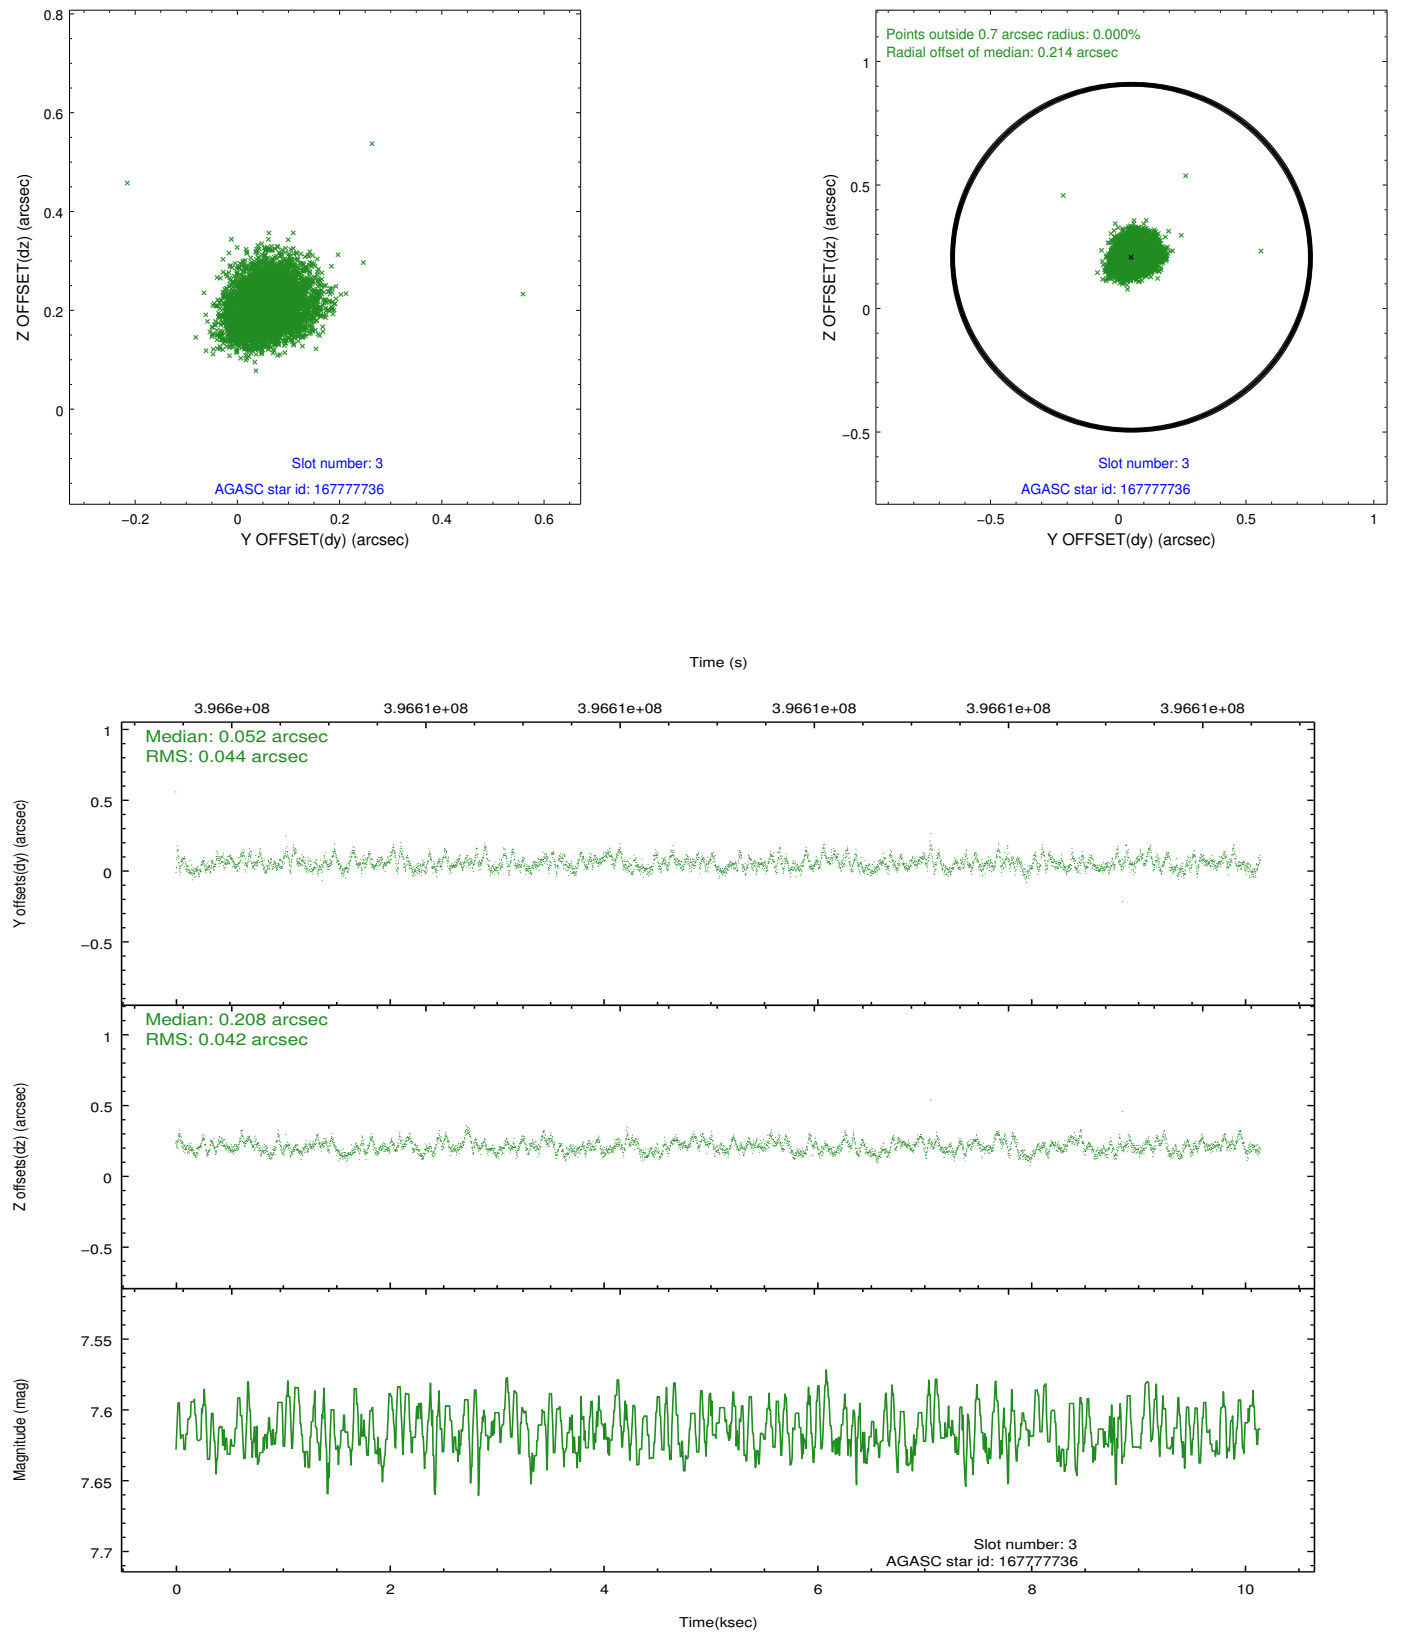 0.8
0.6
0.4
0.2
0
−0.2
0
0.2
0.4
0.6
Z OFFSET(dz) (arcsec)
Y OFFSET(dy) (arcsec)
Slot number: 3
AGASC star id: 167777736
Points outside 0.7 arcsec radius: 0.000%
Radial offset of median: 0.214 arcsec
1
0.5
0
−0.5
−0.5
0
0.5
1
Z OFFSET(dz) (arcsec)
Y OFFSET(dy) (arcsec)
Slot number: 3
AGASC star id: 167777736
Time (s)
3.966e+08
3.9661e+08
3.9661e+08
3.9661e+08
3.9661e+08
3.9661e+08
Median: 0.052 arcsec
RMS: 0.044 arcsec
1
0.5
0
−0.5
Y offsets(dy) (arcsec)
Median: 0.208 arcsec
RMS: 0.042 arcsec
1
0.5
0
−0.5
Z offsets(dz) (arcsec)
7.55
7.6
7.65
7.7
Magnitude (mag)
Slot number: 3
AGASC star id: 167777736
0
2
4
6
8
10
Time(ksec)